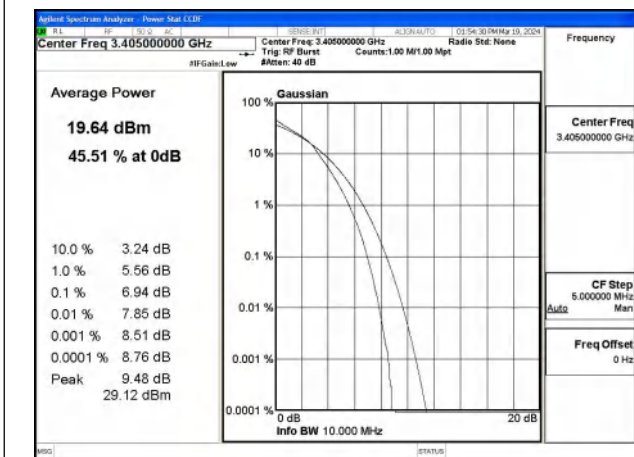 Agilent Spectrum Analyzer - Power Stat CCDF
RL RF 50 Ω AC SENSE:INT ALIGN AUTO 01:54:30 PM Mar 19, 2024
Center Freq 3.405000000 GHz
Center Freq: 3.405000000 GHz Radio Std: None
Trig: RF Burst Counts:1.00 M/1.00 Mpt
#IFGain:Low #Atten: 40 dB
Frequency
Average Power
19.64 dBm
45.51 % at 0dB
10.0 % 3.24 dB
1.0 % 5.56 dB
0.1 % 6.94 dB
0.01 % 7.85 dB
0.001 % 8.51 dB
0.0001 % 8.76 dB
Peak 9.48 dB
29.12 dBm
Gaussian
100 %
10 %
1 %
0.1 %
0.01 %
0.001 %
0.0001 %
0 dB 20 dB
Info BW 10.000 MHz
Center Freq
3.405000000 GHz
CF Step
5.000000 MHz
Auto Man
Freq Offset
0 Hz
MSG STATUS